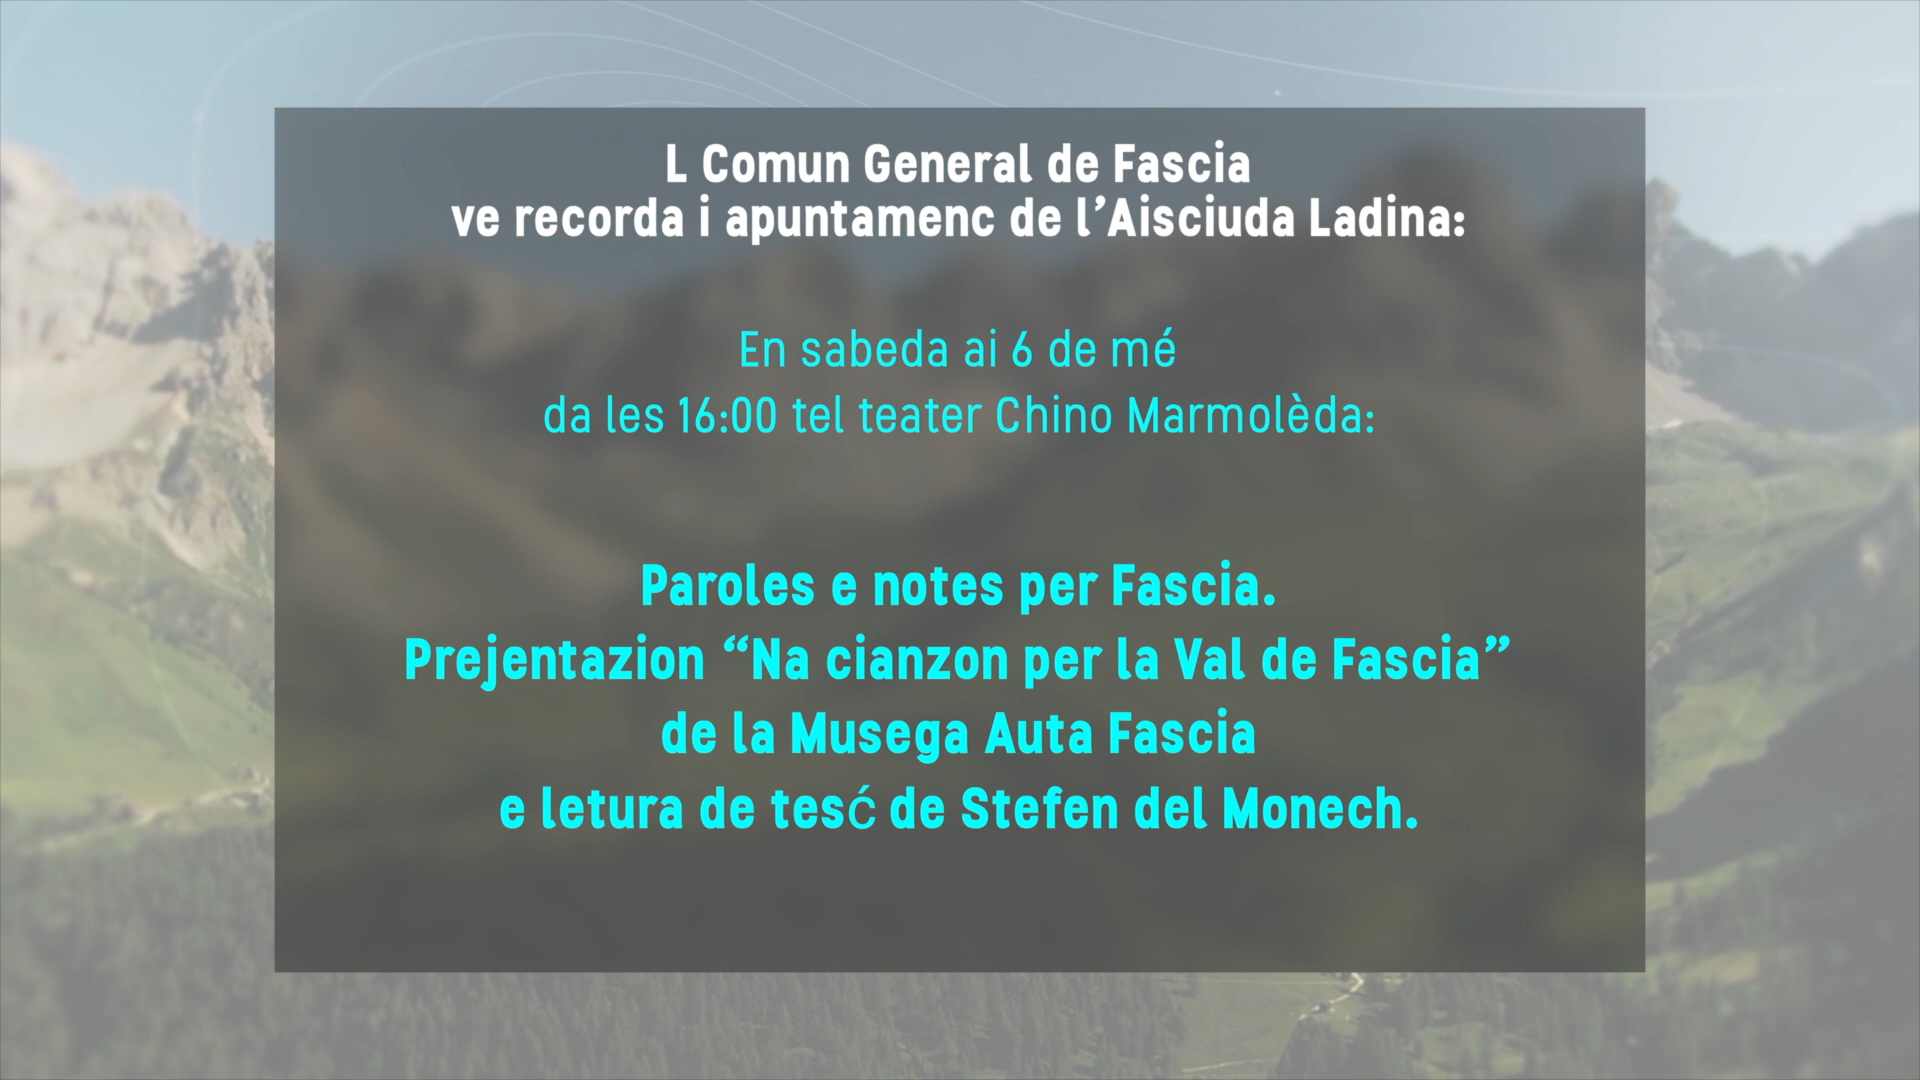 L Comun General de Fascia
ve recorda i apuntamenc de l’Aisciuda Ladina:
En sabeda ai 6 de mé
da les 16:00 tel teater Chino Marmolèda:
Paroles e notes per Fascia.
Prejentazion “Na cianzon per la Val de Fascia”
de la Musega Auta Fascia
e letura de tesć de Stefen del Monech.